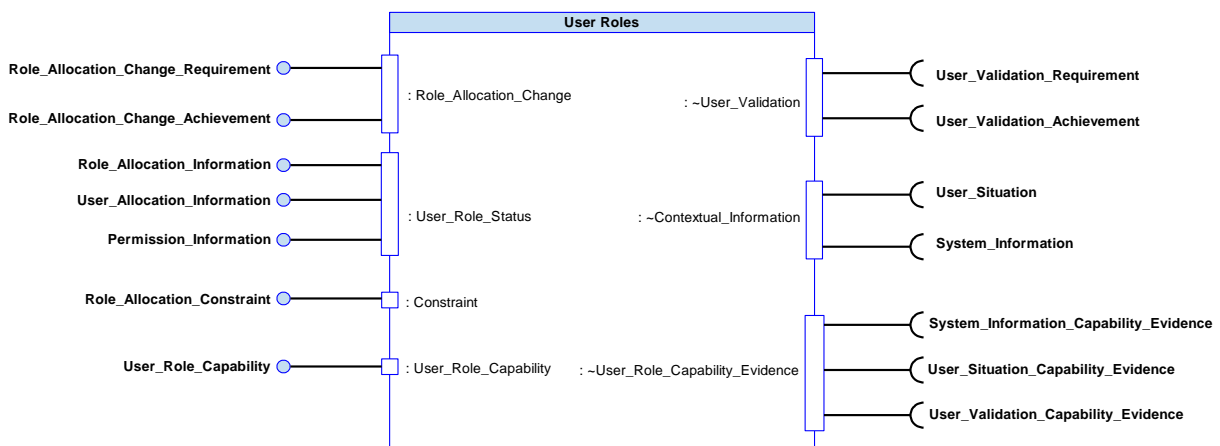 User Roles
Role_Allocation_Change_Requirement
Role_Allocation_Change_Achievement
: Role_Allocation_Change
Role_Allocation_Information
User_Allocation_Information
Permission_Information
: User_Role_Status
Role_Allocation_Constraint
: Constraint
User_Role_Capability
: User_Role_Capability
: ~User_Validation
User_Validation_Requirement
User_Validation_Achievement
: ~Contextual_Information
User_Situation
System_Information
: ~User_Role_Capability_Evidence
System_Information_Capability_Evidence
User_Situation_Capability_Evidence
User_Validation_Capability_Evidence